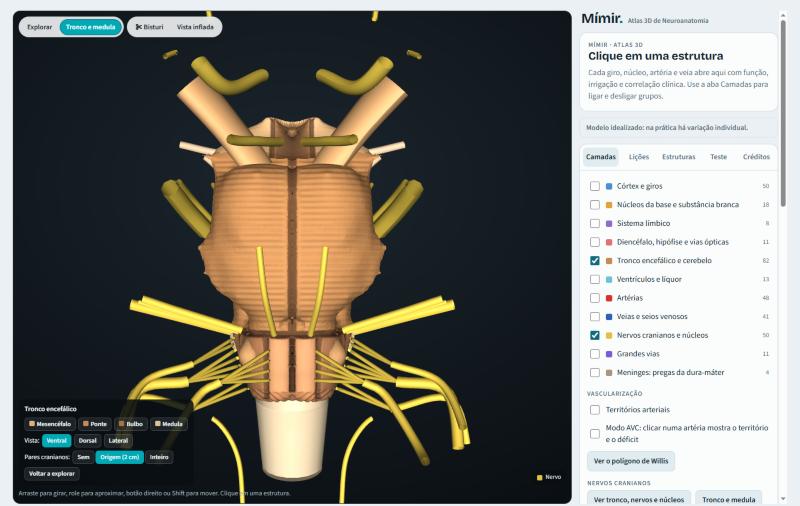 Explorar
Tronco e medula
Bisturi
Vista inflada
Mímir. Atlas 3D de Neuroanatomia
MÍMIR · ATLAS 3D
Clique em uma estrutura
Cada giro, núcleo, artéria e veia abre aqui com função,
irrigação e correlação clínica. Use a aba Camadas para
ligar e desligar grupos.
Modelo idealizado: na prática há variação individual.
Camadas Lições Estruturas Teste Créditos
Córtex e giros 50
Núcleos da base e substância branca 18
Sistema límbico 8
Diencéfalo, hipófise e vias ópticas 11
Tronco encefálico e cerebelo 82
Ventrículos e líquor 13
Artérias 48
Veias e seios venosos 41
Nervos cranianos e núcleos 50
Grandes vias 11
Meninges: pregas da dura-máter 4
VASCULARIZAÇÃO
Territórios arteriais
Modo AVC: clicar numa artéria mostra o território
e o déficit
Ver o polígono de Willis
NERVOS CRANIANOS
Ver tronco, nervos e núcleos Tronco e medula
Tronco encefálico
Mesencéfalo Ponte Bulbo Medula
Vista: Ventral Dorsal Lateral
Pares cranianos: Sem Origem (2 cm) Inteiro
Voltar a explorar
Arraste para girar, role para aproximar, botão direito ou Shift para mover. Clique em uma estrutura.
Nervo